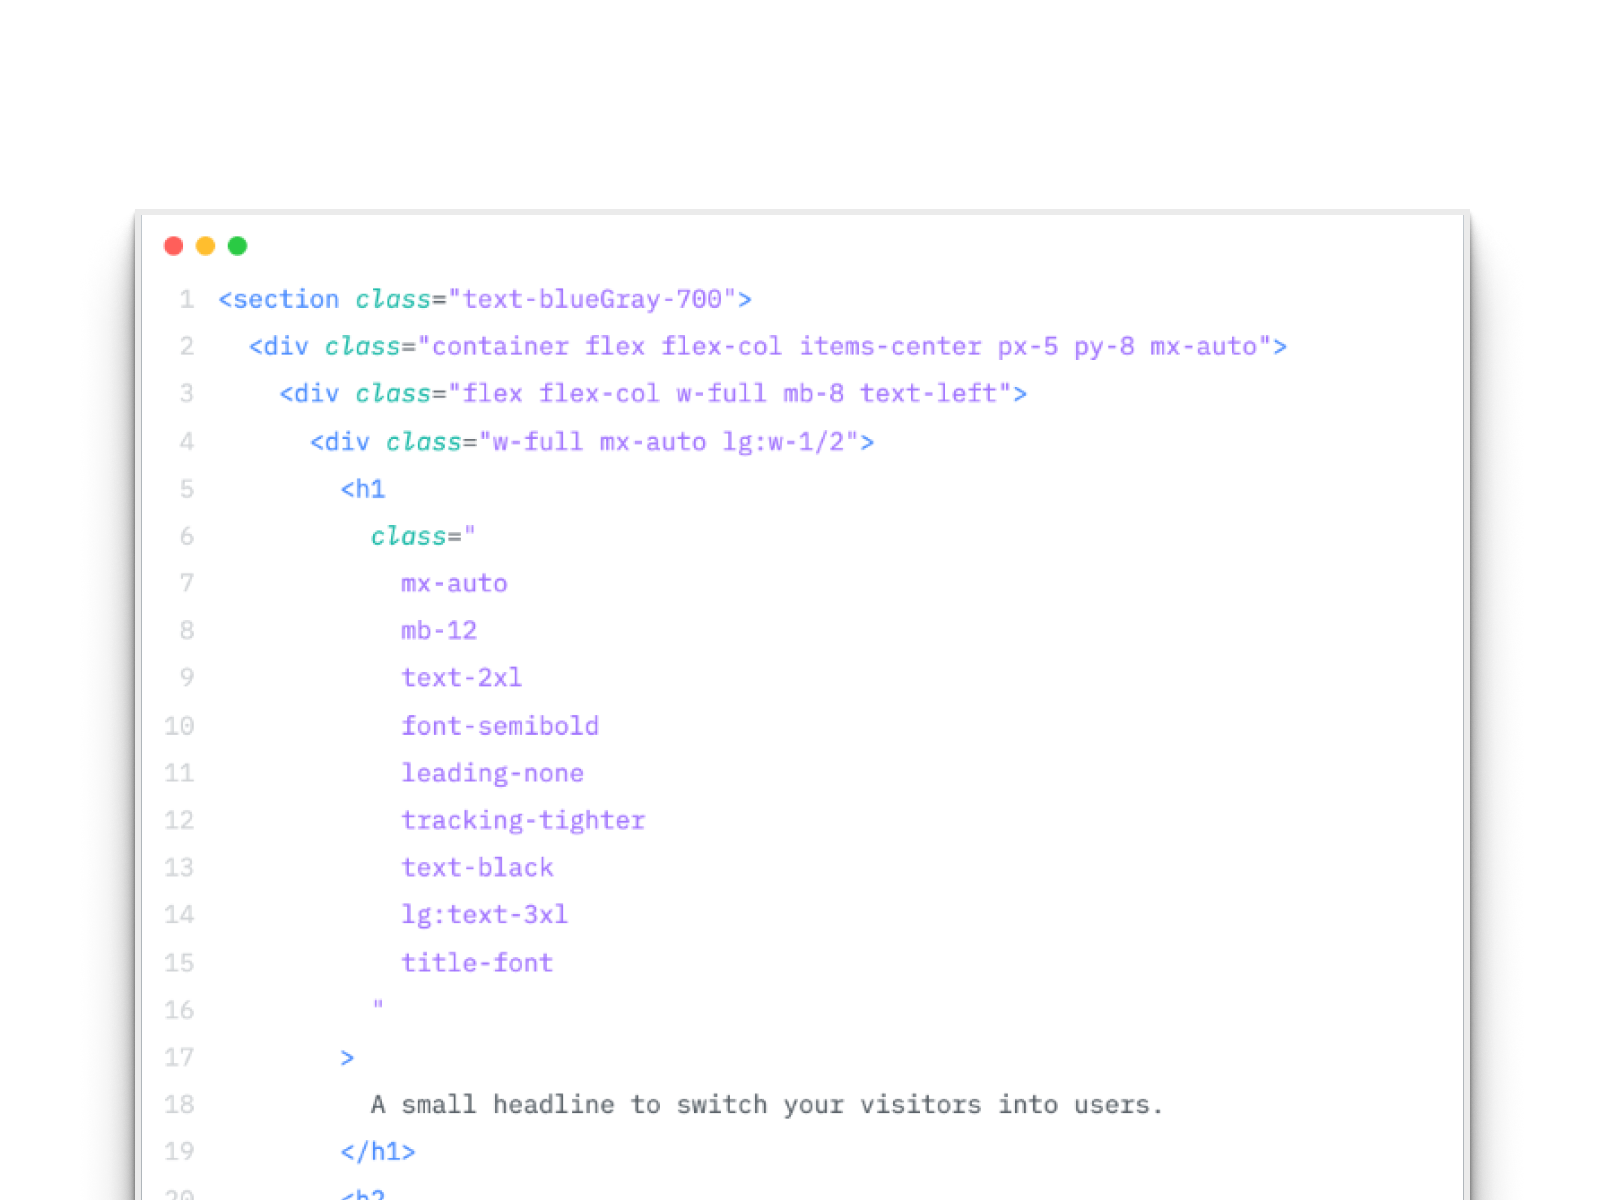 1 <section class="text-blueGray-700">
2 <div class="container flex flex-col items-center px-5 py-8 mx-auto">
3 <div class="flex flex-col w-full mb-8 text-left">
4 <div class="w-full mx-auto lg:w-1/2">
5 <h1
6 class="
7 mx-auto
8 mb-12
9 text-2xl
10 font-semibold
11 leading-none
12 tracking-tighter
13 text-black
14 lg:text-3xl
15 title-font
16 "
17 >
18 A small headline to switch your visitors into users.
19 </h1>
20 <h2